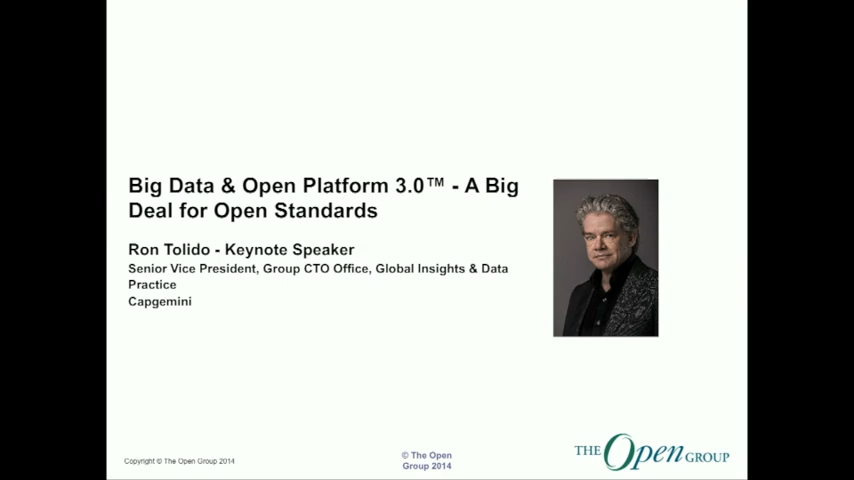 Big Data & Open Platform 3.0™ - A Big
Deal for Open Standards
Ron Tolido - Keynote Speaker
Senior Vice President, Group CTO Office, Global Insights & Data
Practice
Capgemini
Copyright © The Open Group 2014
© The Open
Group 2014
THE Open GROUP